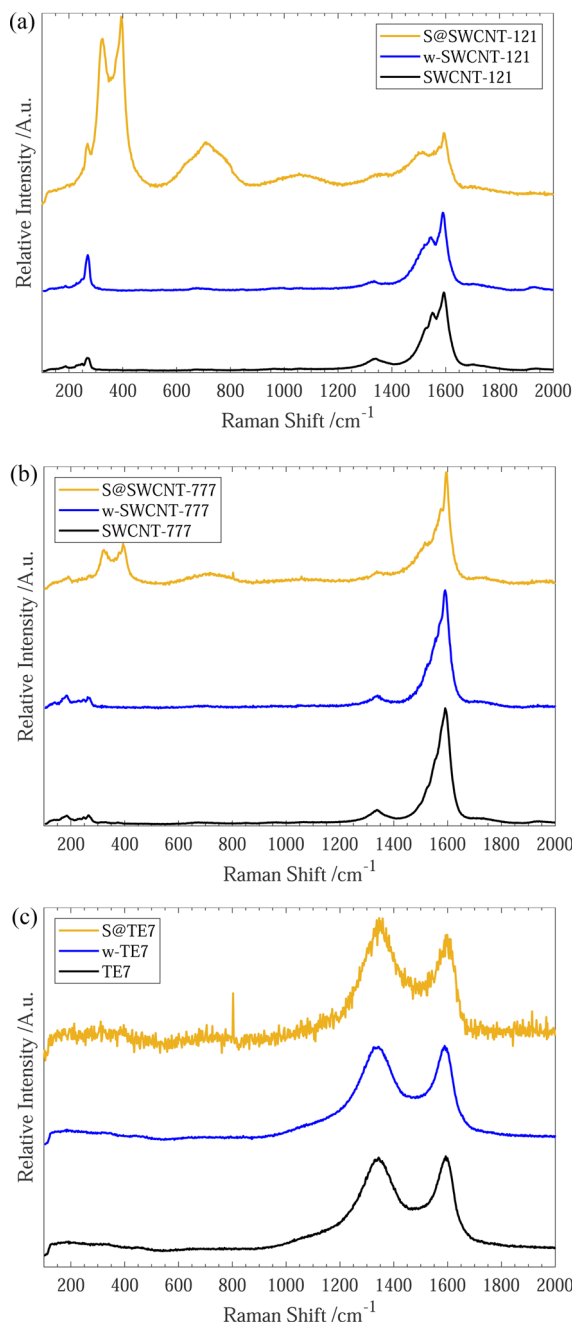 (a)
S@SWCNT-121
w-SWCNT-121
SWCNT-121
Relative Intensity /A.u.
200 400 600 800 1000 1200 1400 1600 1800 2000
Raman Shift /cm⁻¹
(b)
S@SWCNT-777
w-SWCNT-777
SWCNT-777
Relative Intensity /A.u.
200 400 600 800 1000 1200 1400 1600 1800 2000
Raman Shift /cm⁻¹
(c)
S@TE7
w-TE7
TE7
Relative Intensity /A.u.
200 400 600 800 1000 1200 1400 1600 1800 2000
Raman Shift /cm⁻¹